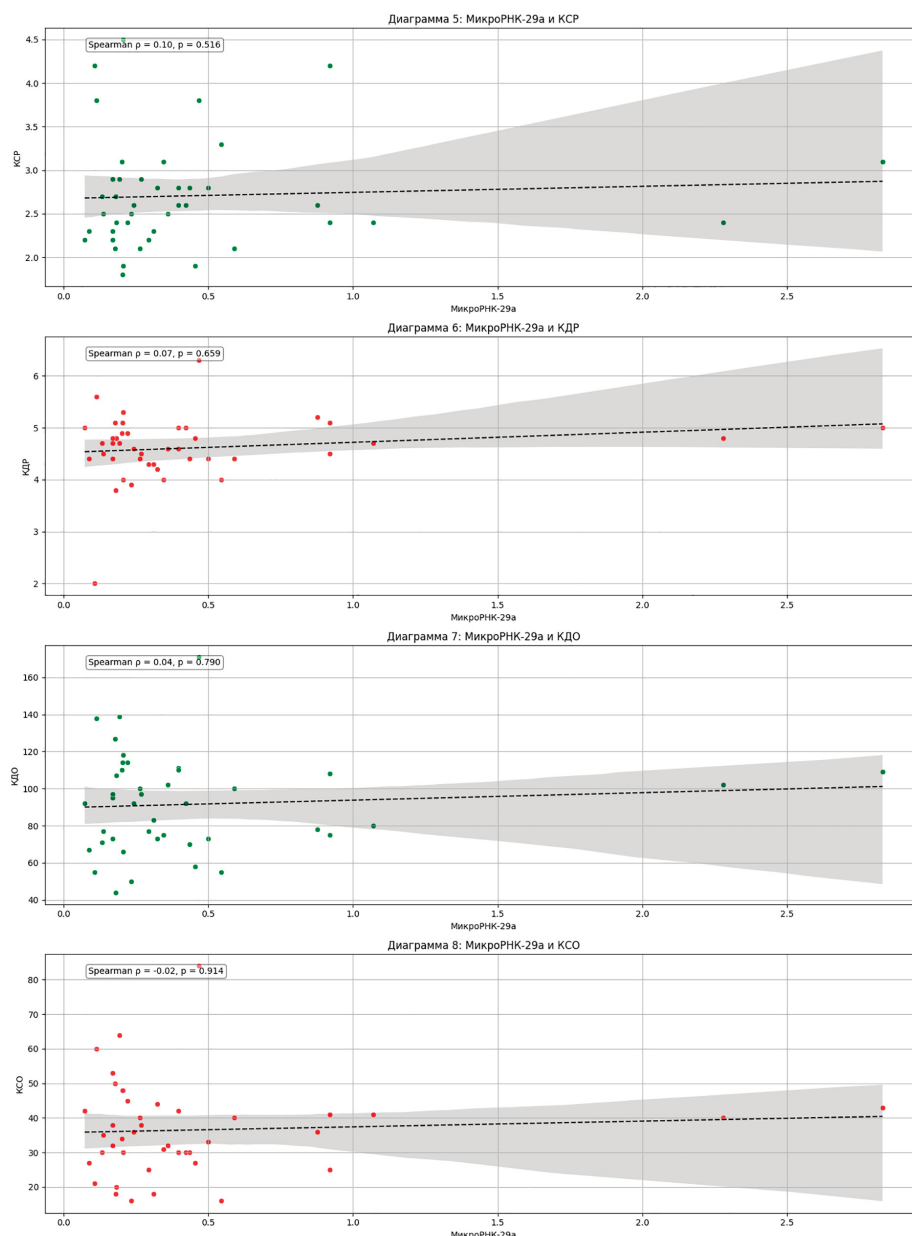 Диаграмма 5: МикроРНК-29а и КСР
Spearman ρ = 0.10, p = 0.516
4.5
4.0
3.5
3.0
2.5
2.0
КСР
0.0 0.5 1.0 1.5 2.0 2.5
МикроРНК-29а
Диаграмма 6: МикроРНК-29а и КДР
Spearman ρ = 0.07, p = 0.659
6
5
4
3
2
КДР
0.0 0.5 1.0 1.5 2.0 2.5
МикроРНК-29а
Диаграмма 7: МикроРНК-29а и КДО
Spearman ρ = 0.04, p = 0.790
160
140
120
100
80
60
40
КДО
0.0 0.5 1.0 1.5 2.0 2.5
МикроРНК-29а
Диаграмма 8: МикроРНК-29а и КСО
Spearman ρ = -0.02, p = 0.914
80
70
60
50
40
30
20
КСО
0.0 0.5 1.0 1.5 2.0 2.5
МикроРНК-29а